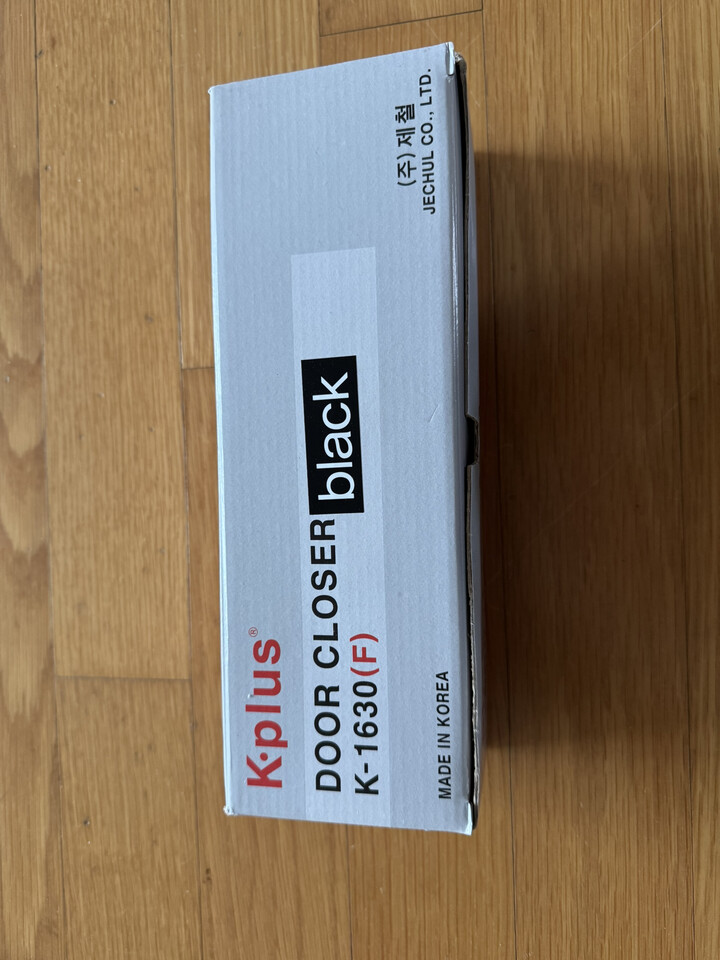 K·plus®
DOOR CLOSER black
K-1630(F)
MADE IN KOREA
(주)제철
JECHUL CO., LTD.